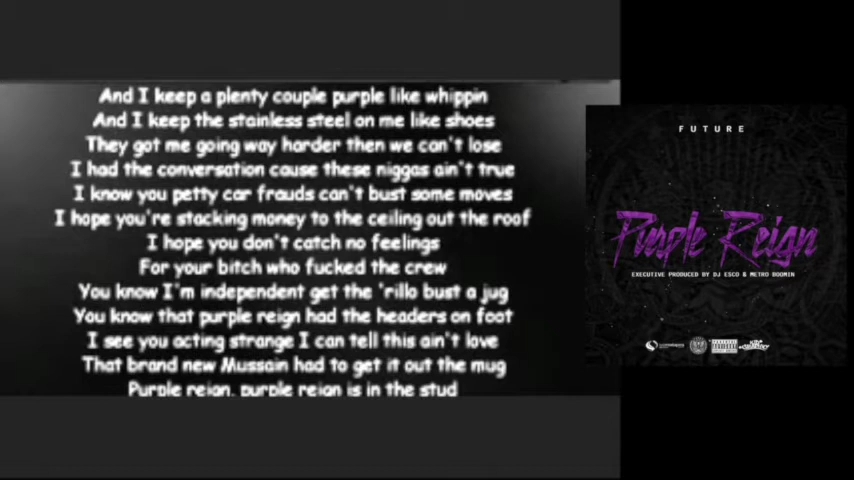 And I keep a plenty couple purple like whippin
And I keep the stainless steel on me like shoes
They got me going way harder then we can't lose
I had the conversation cause these niggas ain't true
I know you petty car frauds can't bust some moves
I hope you're stacking money to the ceiling out the roof
I hope you don't catch no feelings
For your bitch who fucked the crew
You know I'm independent get the 'rillo bust a jug
You know that purple reign had the headers on foot
I see you acting strange I can tell this ain't love
That brand new Mussain had to get it out the mug
Purple reign, purple reign is in the stud
FUTURE
Purple Reign
EXECUTIVE PRODUCED BY DJ ESCO & METRO BOOMIN